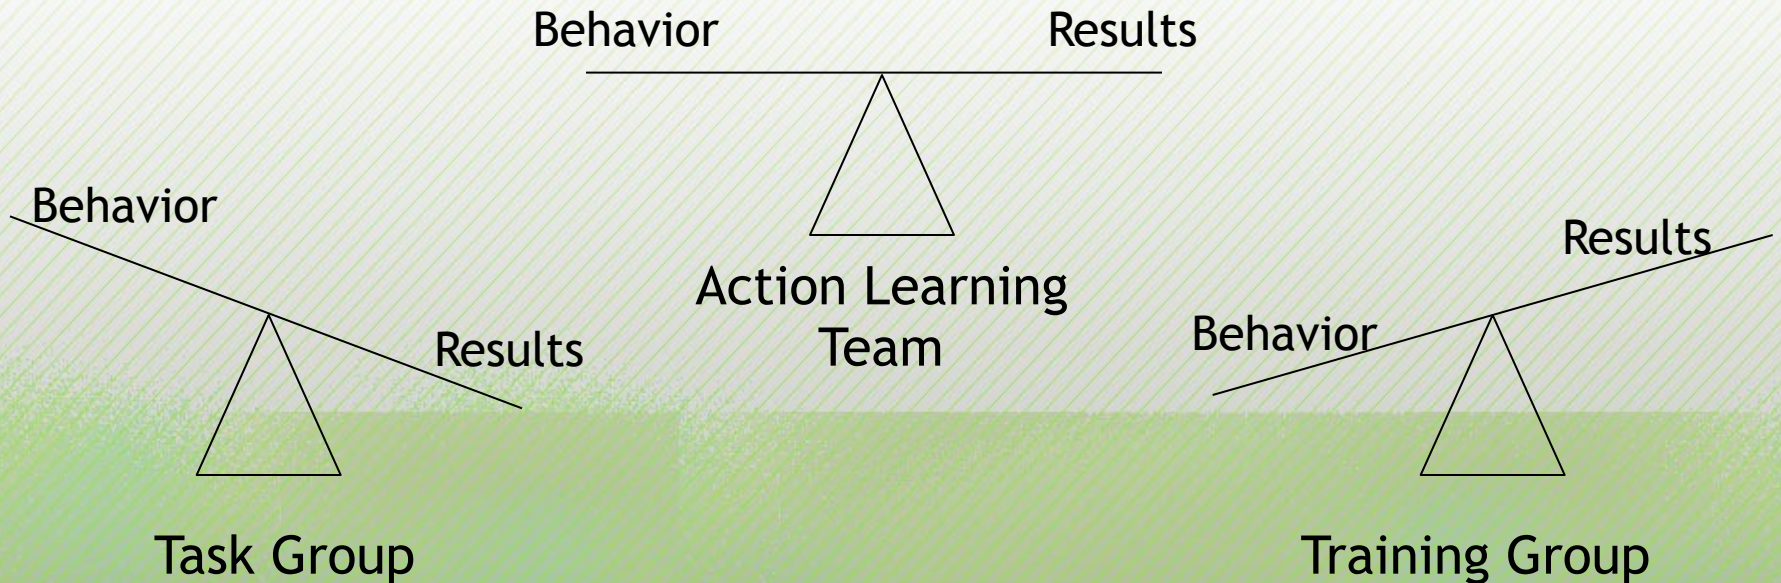 Behavior
Results
Behavior
Results
Action Learning
Team
Results
Behavior
Task Group
Training Group